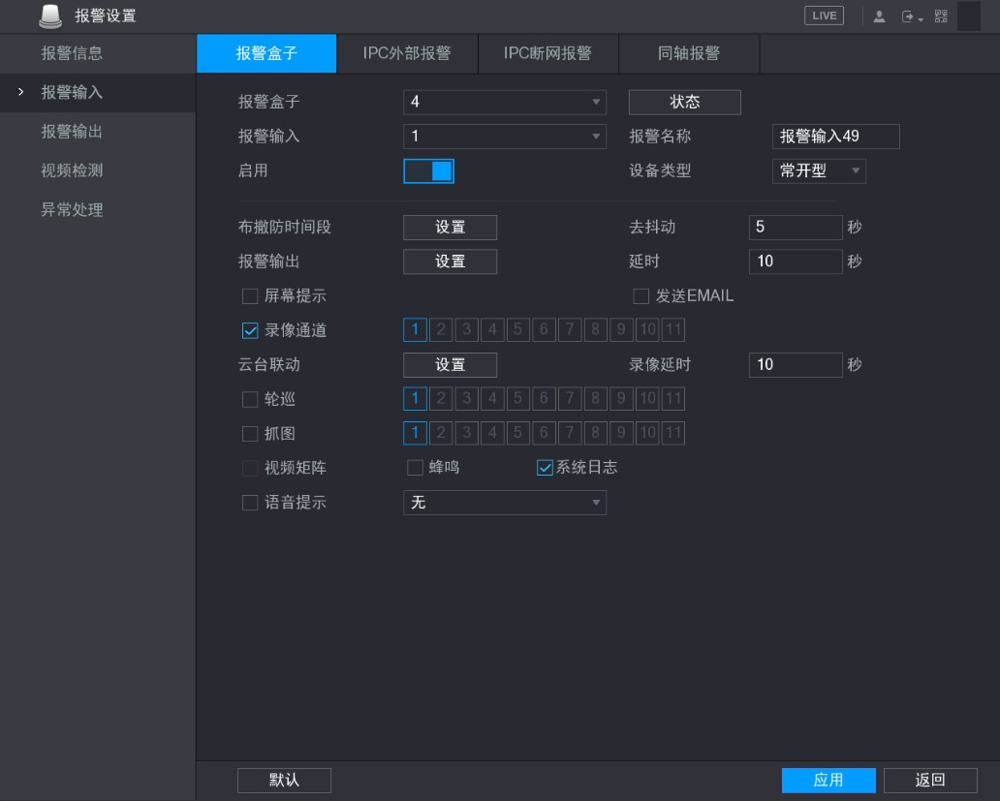 报警设置 LIVE
报警信息
报警输入
报警输出
视频检测
异常处理
报警盒子 IPC外部报警 IPC断网报警 同轴报警
报警盒子 4 状态
报警输入 1 报警名称 报警输入49
启用 设备类型 常开型
布撤防时间段 设置 去抖动 5 秒
报警输出 设置 延时 10 秒
屏幕提示 发送EMAIL
录像通道 1 2 3 4 5 6 7 8 9 10 11
云台联动 设置 录像延时 10 秒
轮巡 1 2 3 4 5 6 7 8 9 10 11
抓图 1 2 3 4 5 6 7 8 9 10 11
视频矩阵 蜂鸣 系统日志
语音提示 无
默认 应用 返回